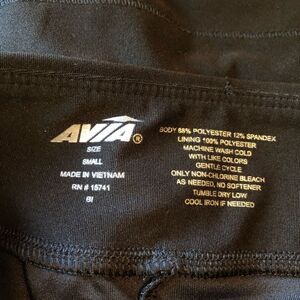 AVIA®
SIZE
SMALL
MADE IN VIETNAM
RN # 15741
BODY 88% POLYESTER 12% SPANDEX
LINING 100% POLYESTER
MACHINE WASH COLD
WITH LIKE COLORS
GENTLE CYCLE
ONLY NON-CHLORINE BLEACH
AS NEEDED, NO SOFTENER
TUMBLE DRY LOW
COOL IRON IF NEEDED